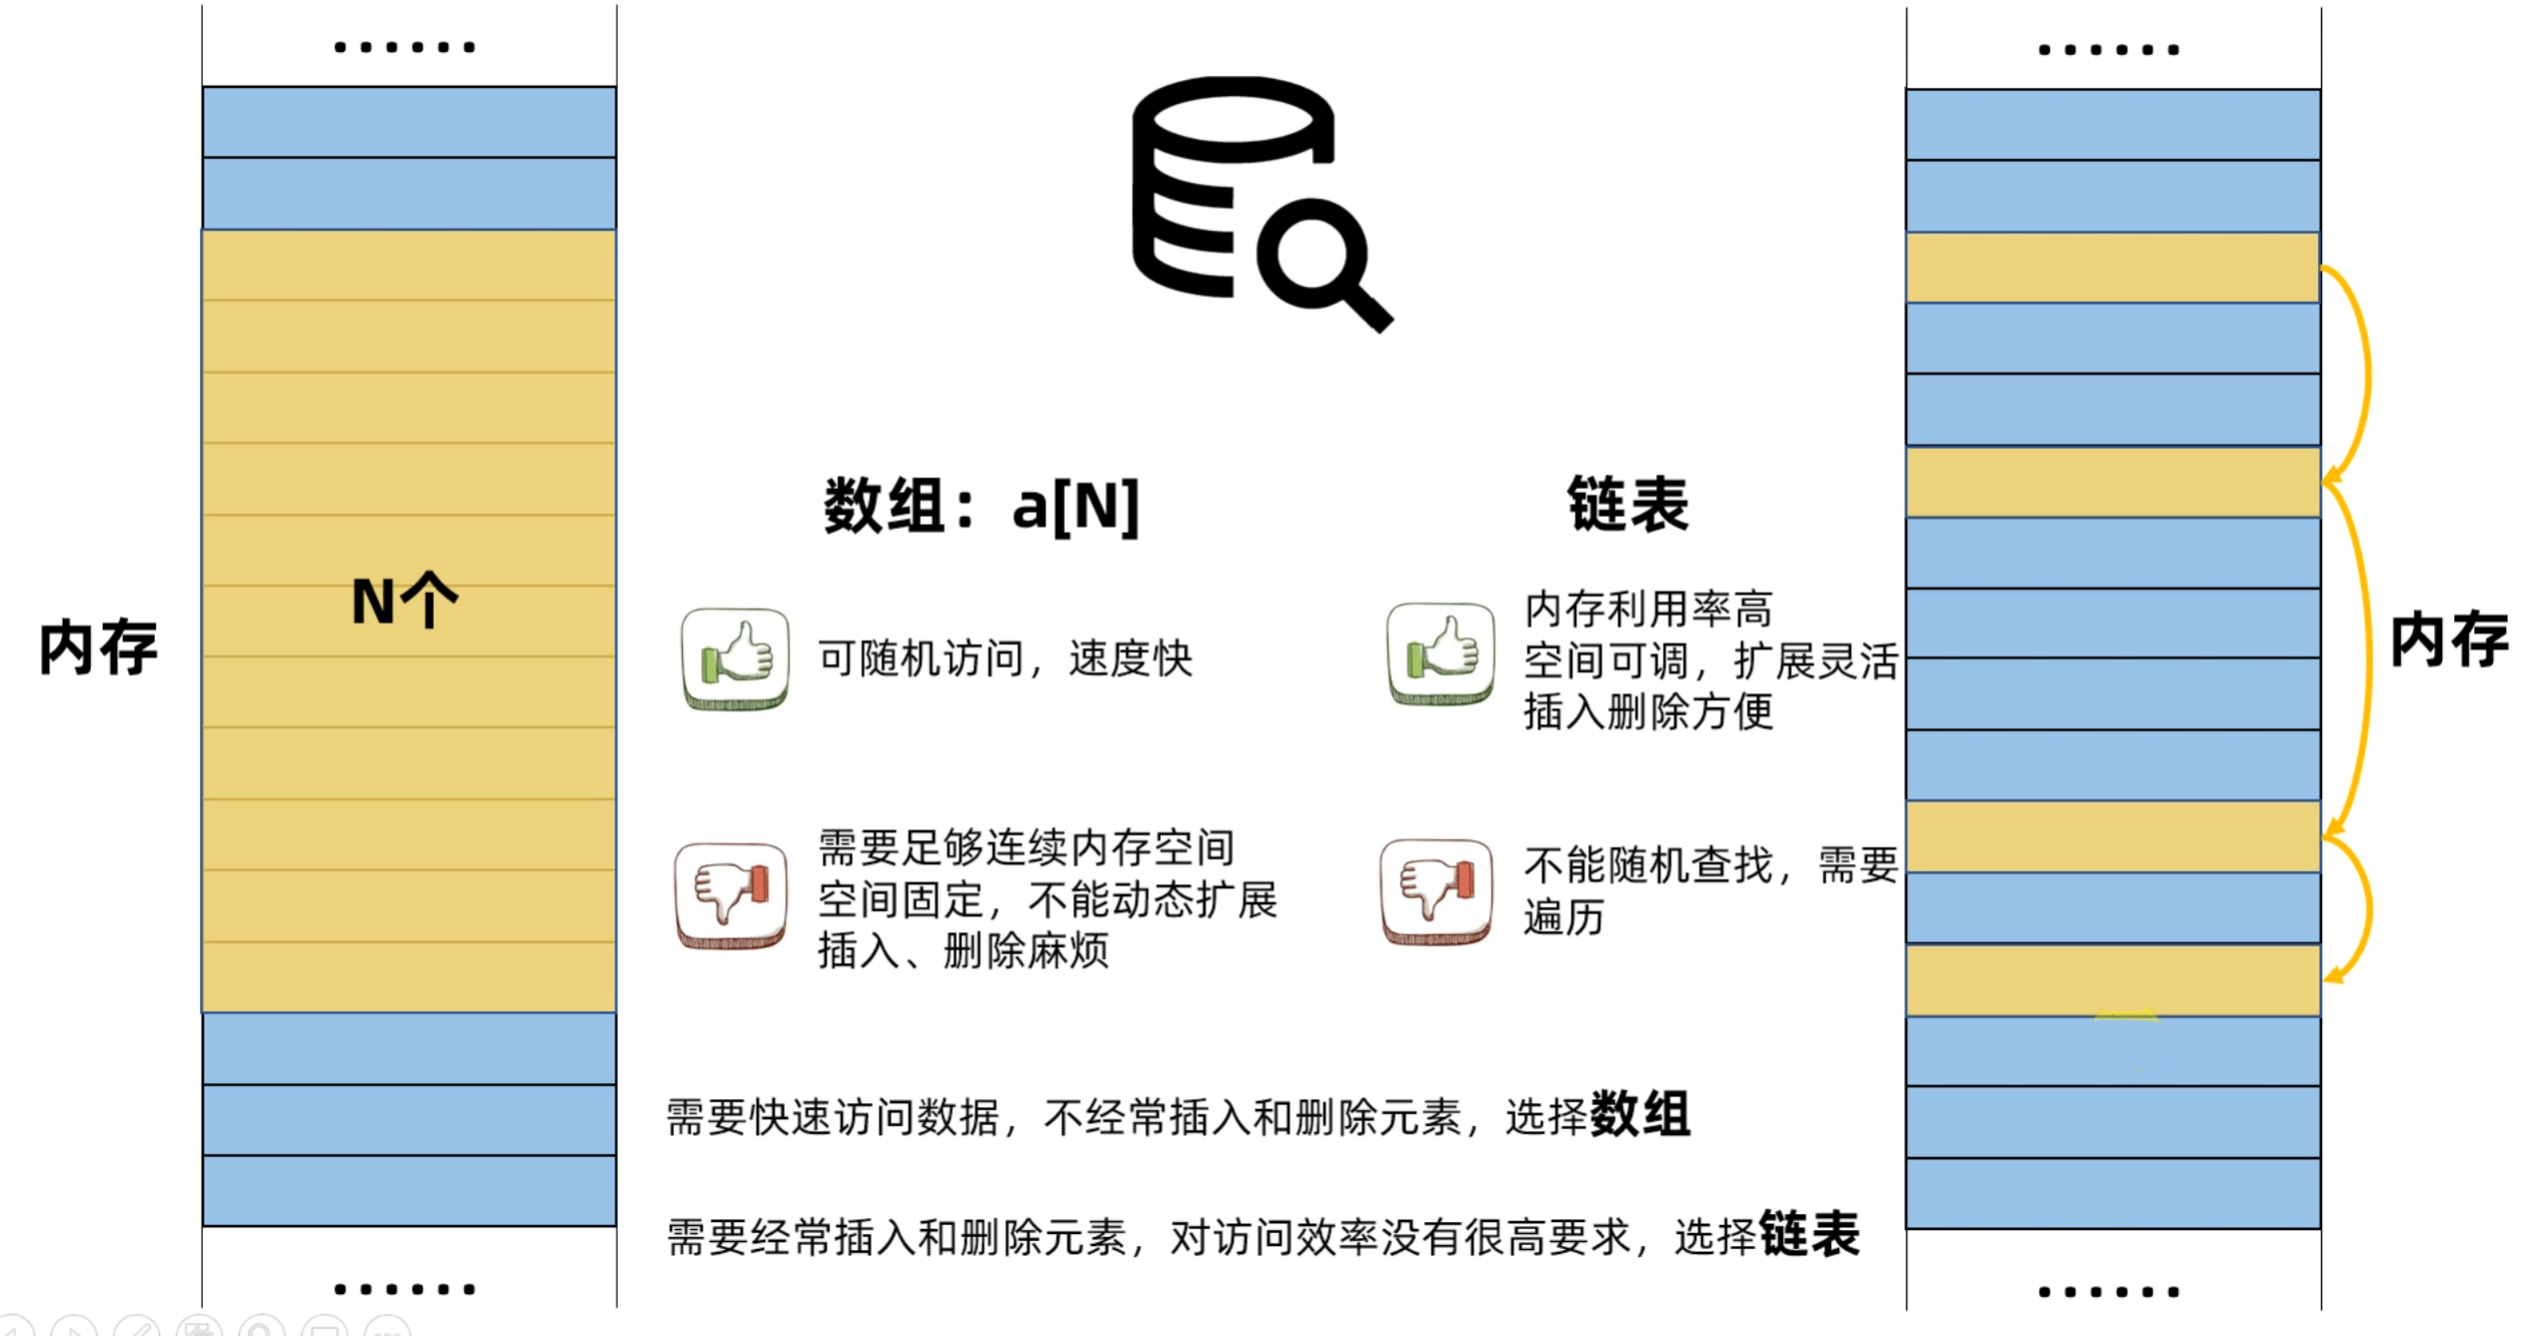 ······
······
内存
N个
数组：a[N]
可随机访问，速度快
需要足够连续内存空间
空间固定，不能动态扩展
插入、删除麻烦
链表
内存利用率高
空间可调，扩展灵活
插入删除方便
不能随机查找，需要
遍历
内存
需要快速访问数据，不经常插入和删除元素，选择数组
需要经常插入和删除元素，对访问效率没有很高要求，选择链表
······
······